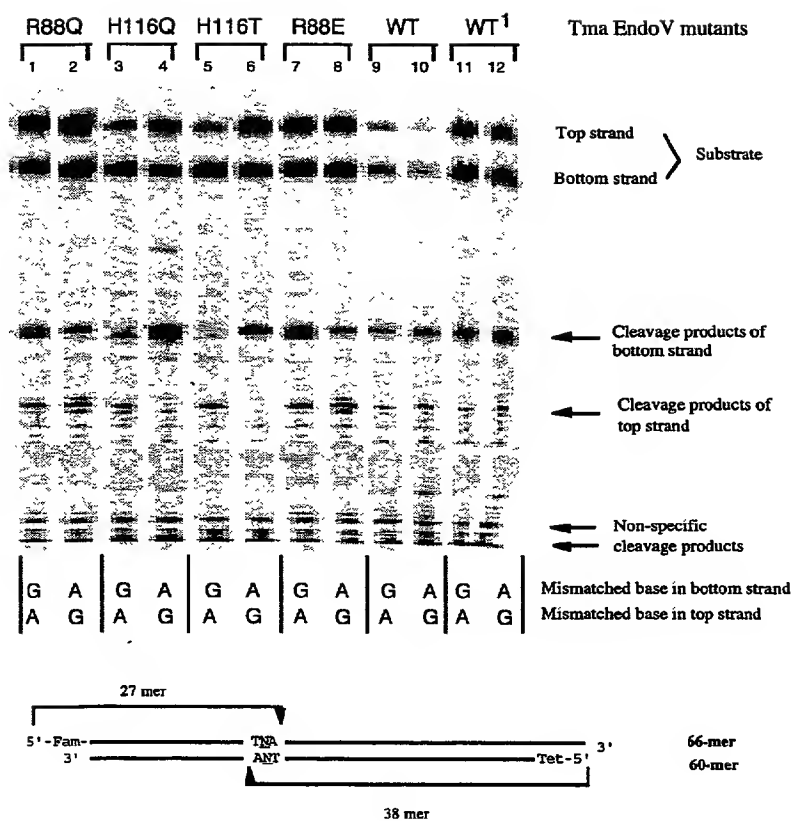 R88Q H116Q H116T R88E WT WT1 Tma EndoV mutants
1 2 3 4 5 6 7 8 9 10 11 12
Top strand
Substrate
Bottom strand
Cleavage products of
bottom strand
Cleavage products of
top strand
Non-specific
cleavage products
G A G A G A G A G A G A Mismatched base in bottom strand
A G A G A G A G A G A G Mismatched base in top strand
27 mer
5'-Fam- TNA 3' 66-mer
3' ANT Tet-5' 60-mer
38 mer